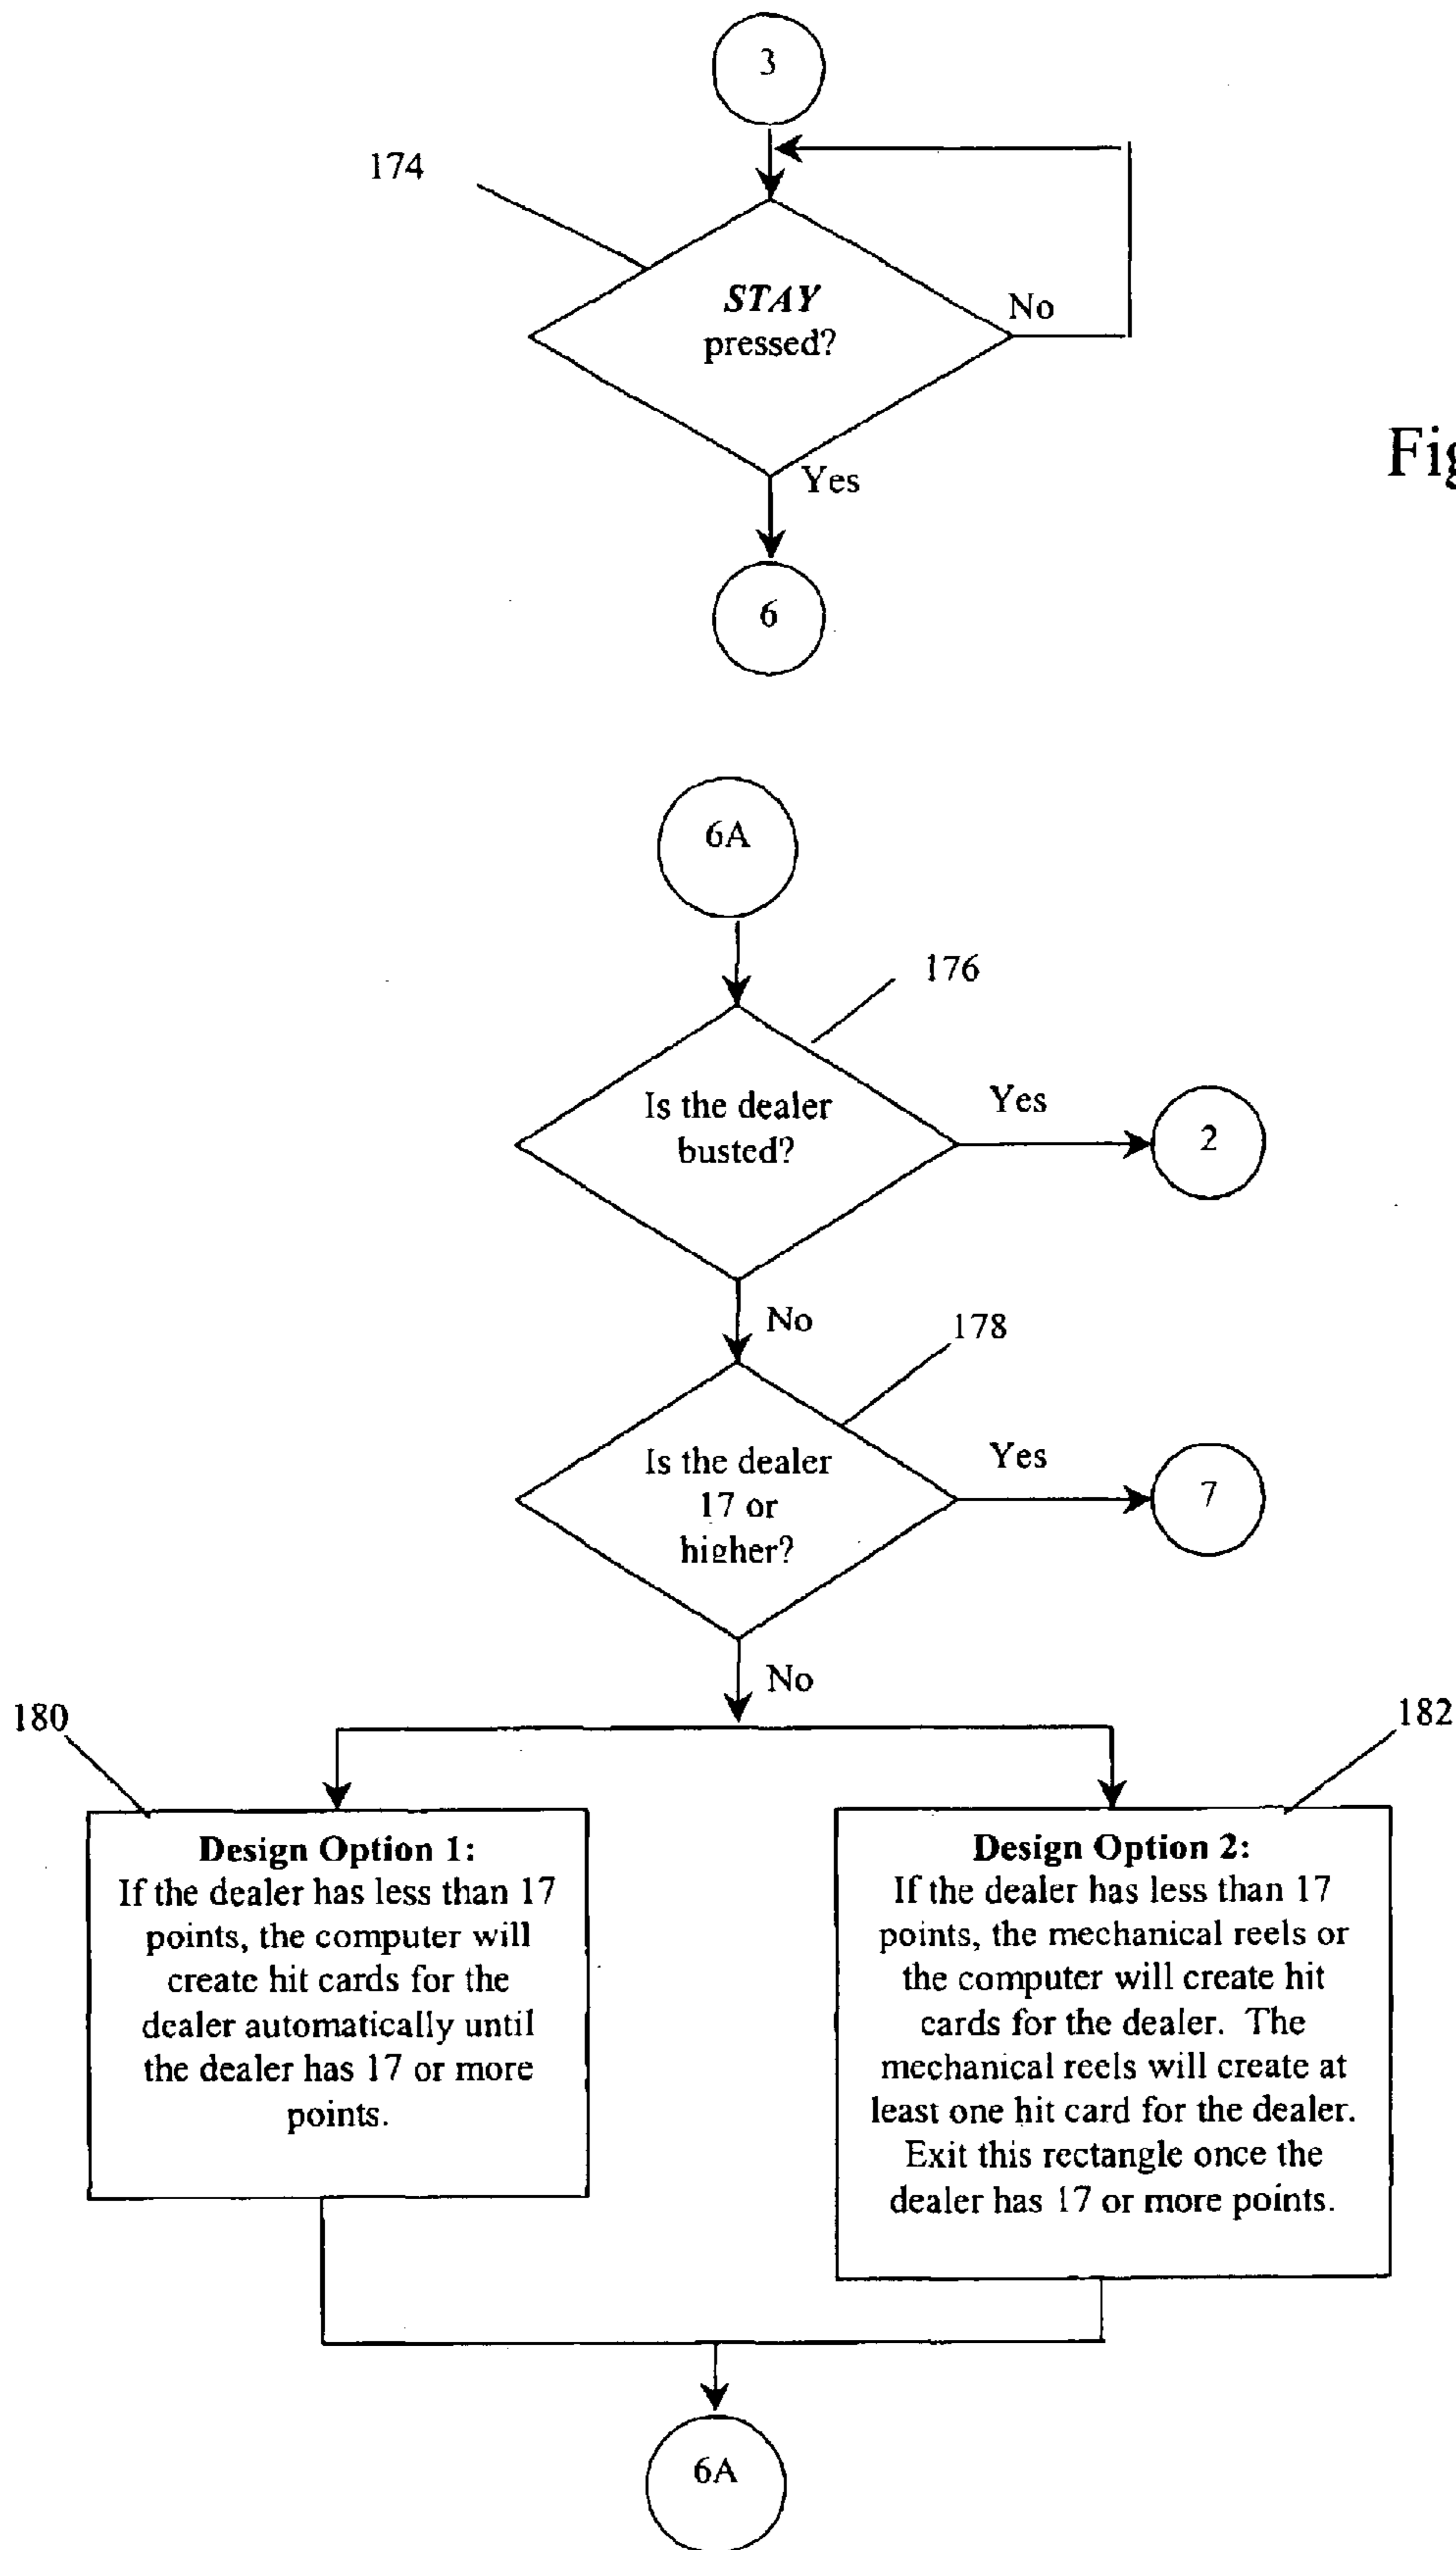 3
174
STAY
pressed?
No
Fig
Yes
6
6A
176
Is the dealer
busted?
Yes
2
No
178
Is the dealer
17 or
higher?
Yes
7
No
180
182
Design Option 1:
If the dealer has less than 17
points, the computer will
create hit cards for the
dealer automatically until
the dealer has 17 or more
points.
Design Option 2:
If the dealer has less than 17
points, the mechanical reels or
the computer will create hit
cards for the dealer. The
mechanical reels will create at
least one hit card for the dealer.
Exit this rectangle once the
dealer has 17 or more points.
6A